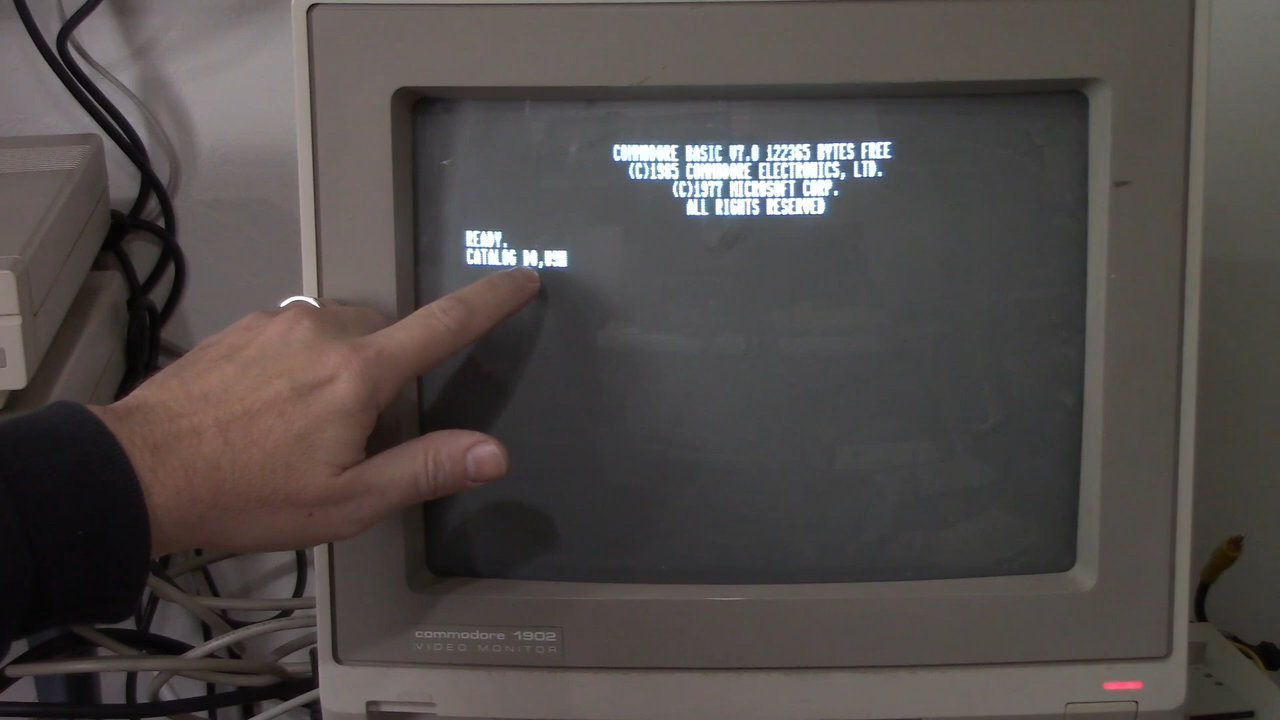 COMMODORE BASIC V7.0 122365 BYTES FREE
(C)1985 COMMODORE ELECTRONICS, LTD.
(C)1977 MICROSOFT CORP.
ALL RIGHTS RESERVED
READY.
CATALOG D0,U9
commodore 1902
VIDEO MONITOR